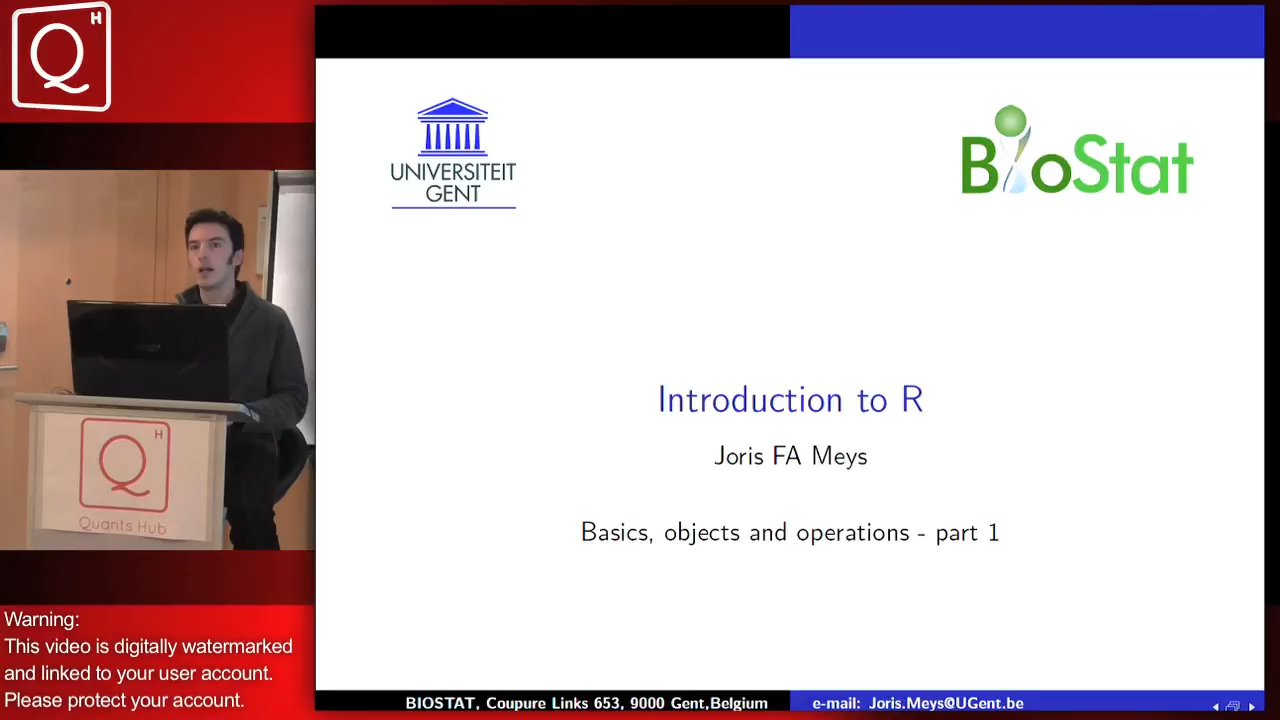 Q H
Q H
Quants Hub
Warning:
This video is digitally watermarked
and linked to your user account.
Please protect your account.
UNIVERSITEIT
GENT
BioStat
Introduction to R
Joris FA Meys
Basics, objects and operations - part 1
BIOSTAT, Coupure Links 653, 9000 Gent,Belgium
e-mail: Joris.Meys@UGent.be